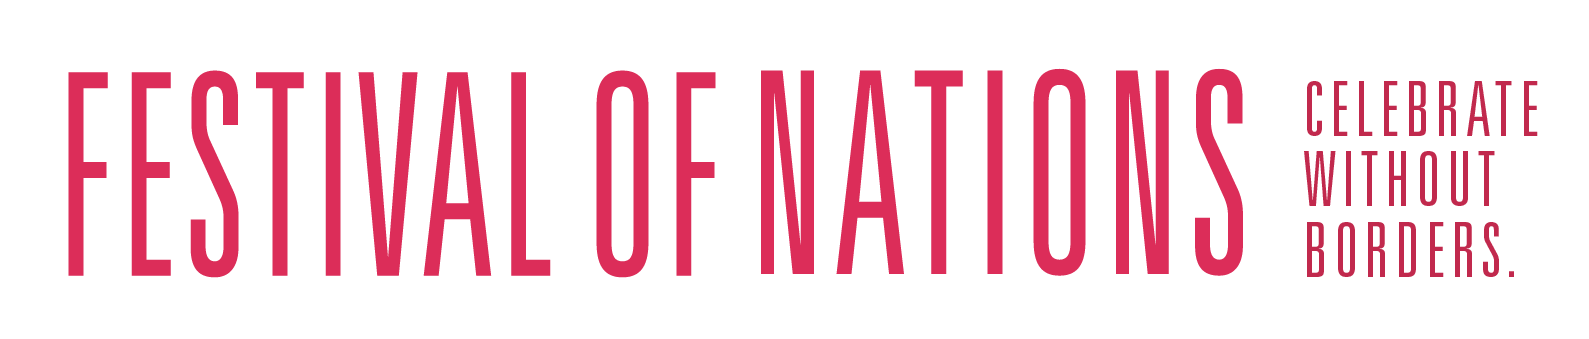 FESTIVAL OF NATIONS
CELEBRATE
WITHOUT
BORDERS.